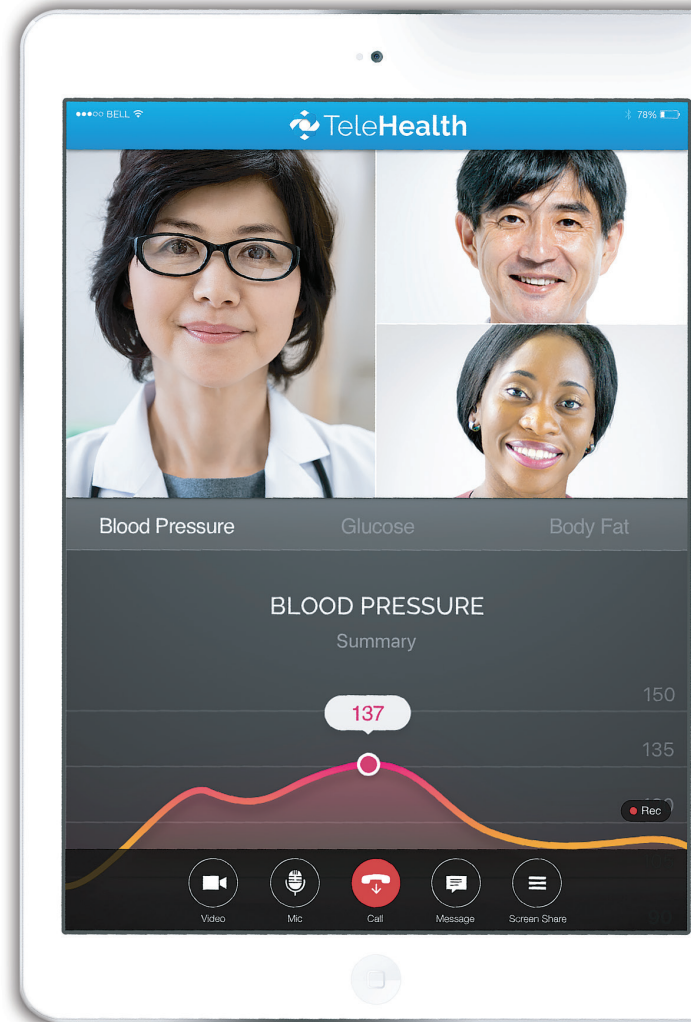 BELL
TeleHealth
78%
Blood Pressure Glucose Body Fat
BLOOD PRESSURE
Summary
150
137
135
Rec
Video Mic Call Message Screen Share
90